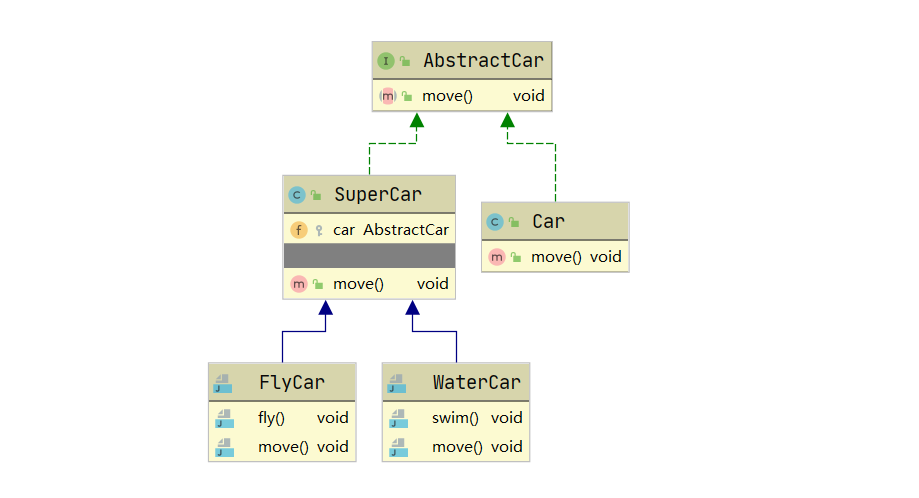 I AbstractCar
m move() void
C SuperCar
f car AbstractCar
m move() void
C Car
m move() void
J FlyCar
J fly() void
J move() void
J WaterCar
J swim() void
J move() void